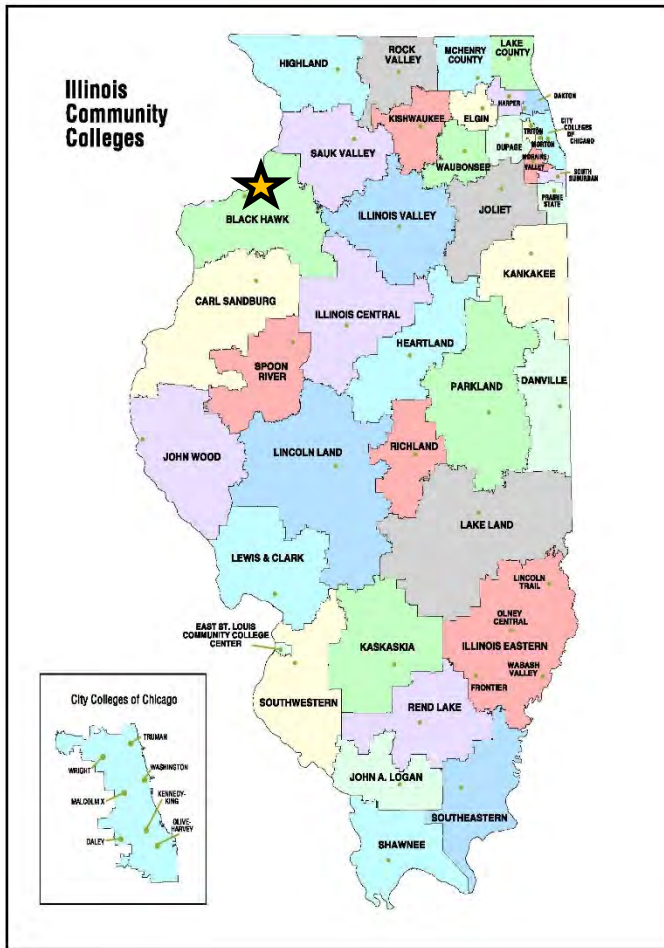 Illinois
Community
Colleges
HIGHLAND
ROCK
VALLEY
MCHENRY
COUNTY
LAKE
COUNTY
KISHWAUKEE
ELGIN
HARPER
OAKTON
SAUK VALLEY
WAUBONSEE
DUPAGE
TRITON
MORTON
CITY
COLLEGES
OF
CHICAGO
MORAINE
VALLEY
SOUTH
SUBURBAN
PRAIRIE
STATE
BLACK HAWK
ILLINOIS VALLEY
JOLIET
KANKAKEE
CARL SANDBURG
ILLINOIS CENTRAL
HEARTLAND
SPOON
RIVER
PARKLAND
DANVILLE
JOHN WOOD
LINCOLN LAND
RICHLAND
LAKE LAND
LEWIS & CLARK
LINCOLN
TRAIL
OLNEY
CENTRAL
ILLINOIS EASTERN
WABASH
VALLEY
FRONTIER
EAST ST. LOUIS
COMMUNITY COLLEGE
CENTER
KASKASKIA
SOUTHWESTERN
REND LAKE
JOHN A. LOGAN
SOUTHEASTERN
SHAWNEE
City Colleges of Chicago
TRUMAN
WRIGHT
WASHINGTON
MALCOLM X
KENNEDY-
KING
OLIVE-
HARVEY
DALEY